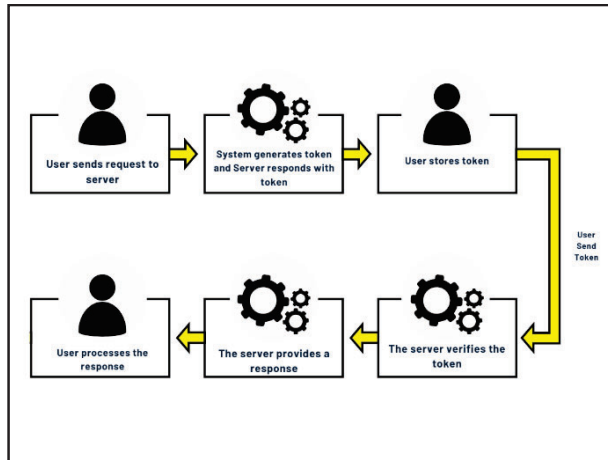 User sends request to
server
System generates token
and Server responds with
token
User stores token
User
Send
Token
The server verifies the
token
The server provides a
response
User processes the
response